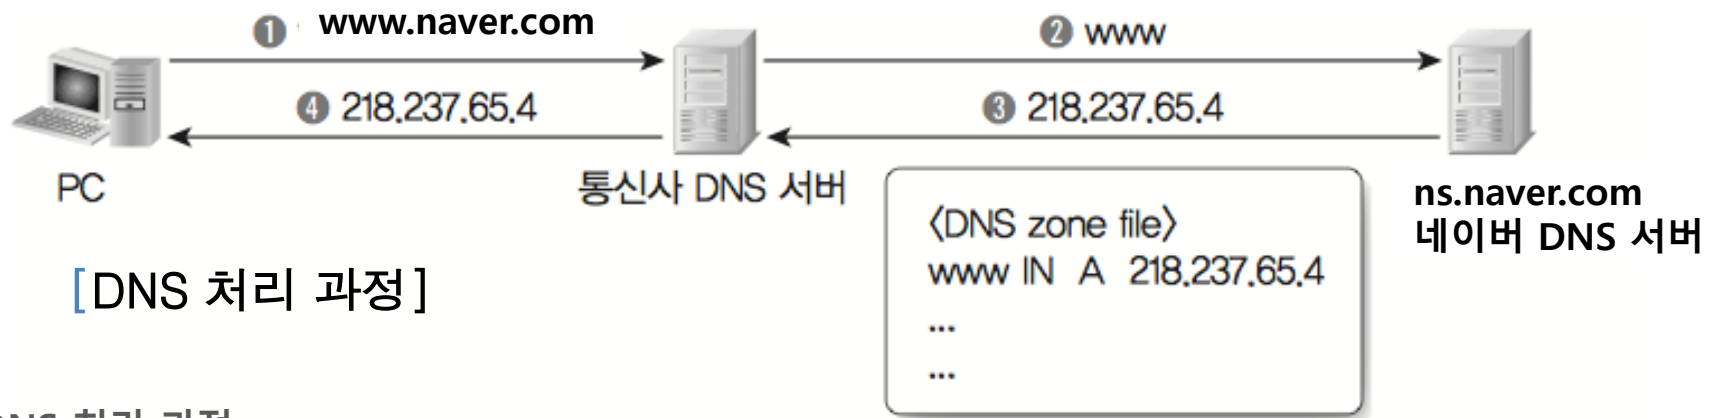 ❶ www.naver.com
❷ www
❹ 218.237.65.4
❸ 218.237.65.4
PC
통신사 DNS 서버
ns.naver.com
네이버 DNS 서버
〈DNS zone file〉
www IN A 218.237.65.4
...
...
[DNS 처리 과정]